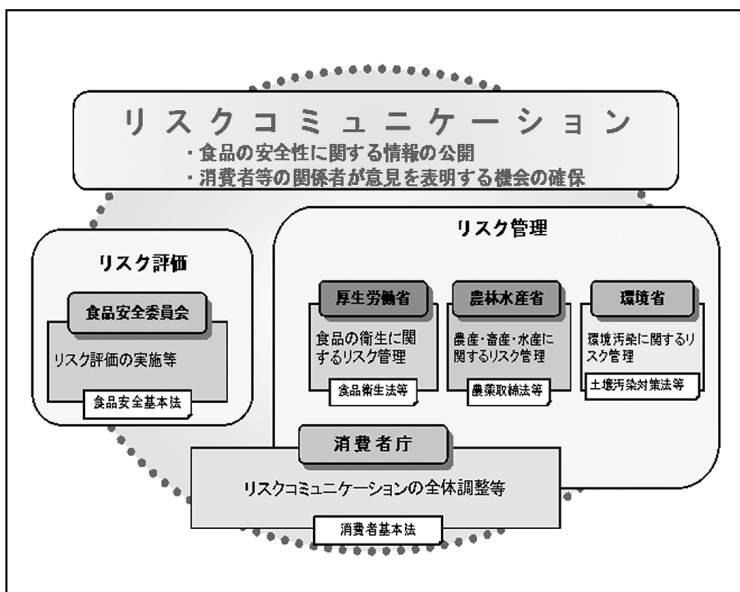 リスクコミュニケーション
・食品の安全性に関する情報の公開
・消費者等の関係者が意見を表明する機会の確保
リスク評価
食品安全委員会
リスク評価の実施等
食品安全基本法
リスク管理
厚生労働省
食品の衛生に関
するリスク管理
食品衛生法等
農林水産省
農産・畜産・水産に
関するリスク管理
農薬取締法等
環境省
環境汚染に関するリ
スク管理
土壌汚染対策法等
消費者庁
リスクコミュニケーションの全体調整等
消費者基本法